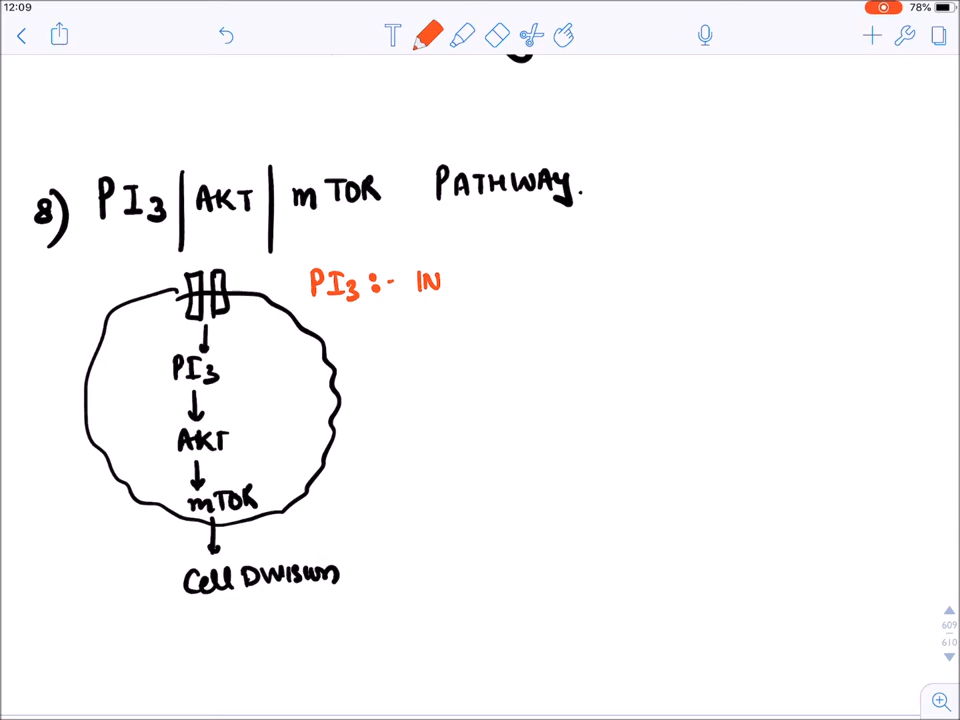 12:09
78%
T
8) PI3 | AKT | mTOR PATHWAY.
PI3 :- IN
PI3
AKT
mTOR
Cell Division
609
610